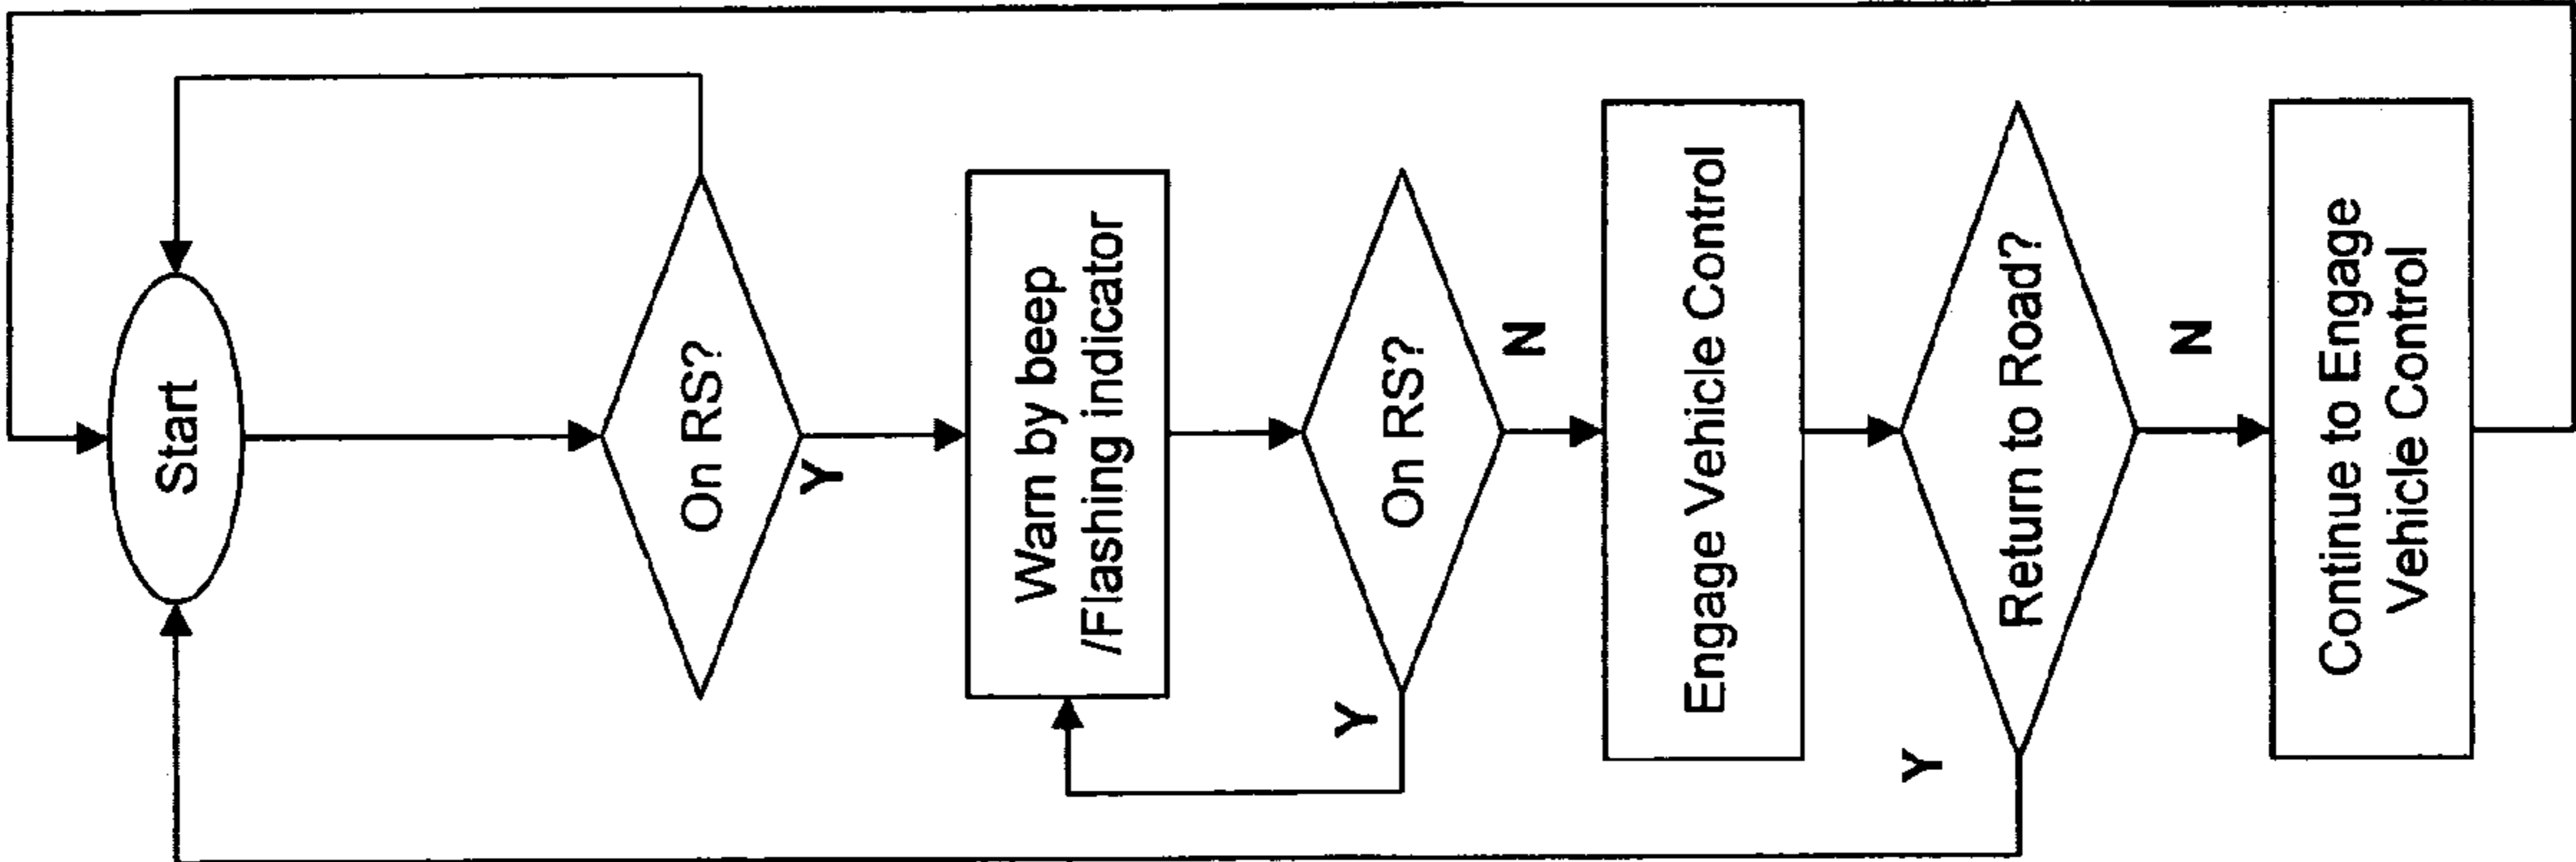 Start
On RS?
Y
Warn by beep
/Flashing indicator
On RS?
Y
N
Engage Vehicle Control
Return to Road?
Y
N
Continue to Engage
Vehicle Control